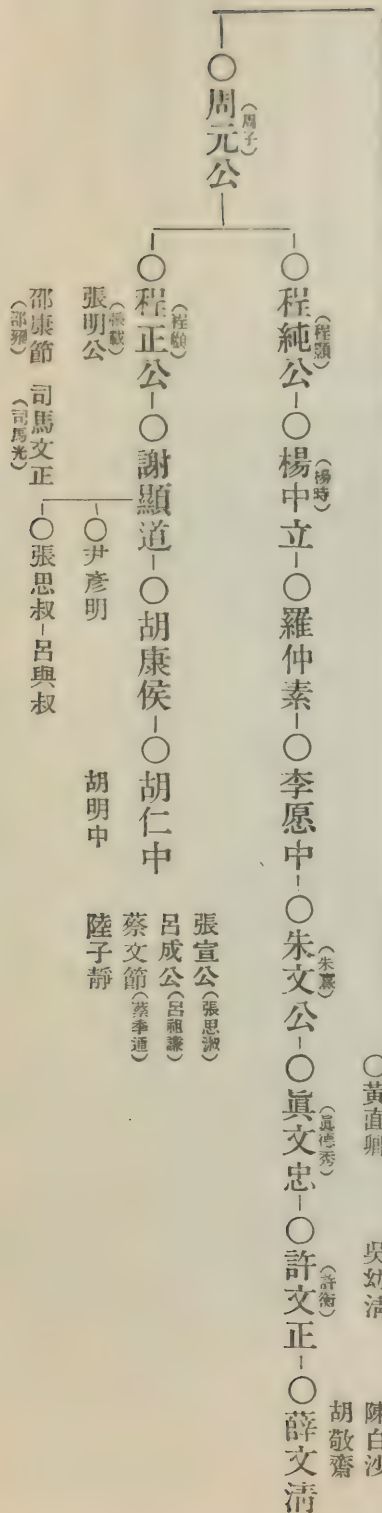 ○黃直卿 吳幼清 陳白沙
胡敬齋
(程顥) (楊時) (朱熹) (眞德秀) (許衡)
○程純公-○楊中立-○羅仲素-○李愿中-○朱文公-○眞文忠-○許文正-○薛文清
(周子)
○周元公
張宣公(張思淑)
呂成公(呂祖謙)
蔡文節(蔡季通)
陸子靜
(程頤)
○程正公-○謝顯道-○胡康侯-○胡仁中
○尹彥明 胡明中
(張載)
張明公
○張思叔-呂與叔
邵康節 司馬文正
(邵雍) (司馬光)